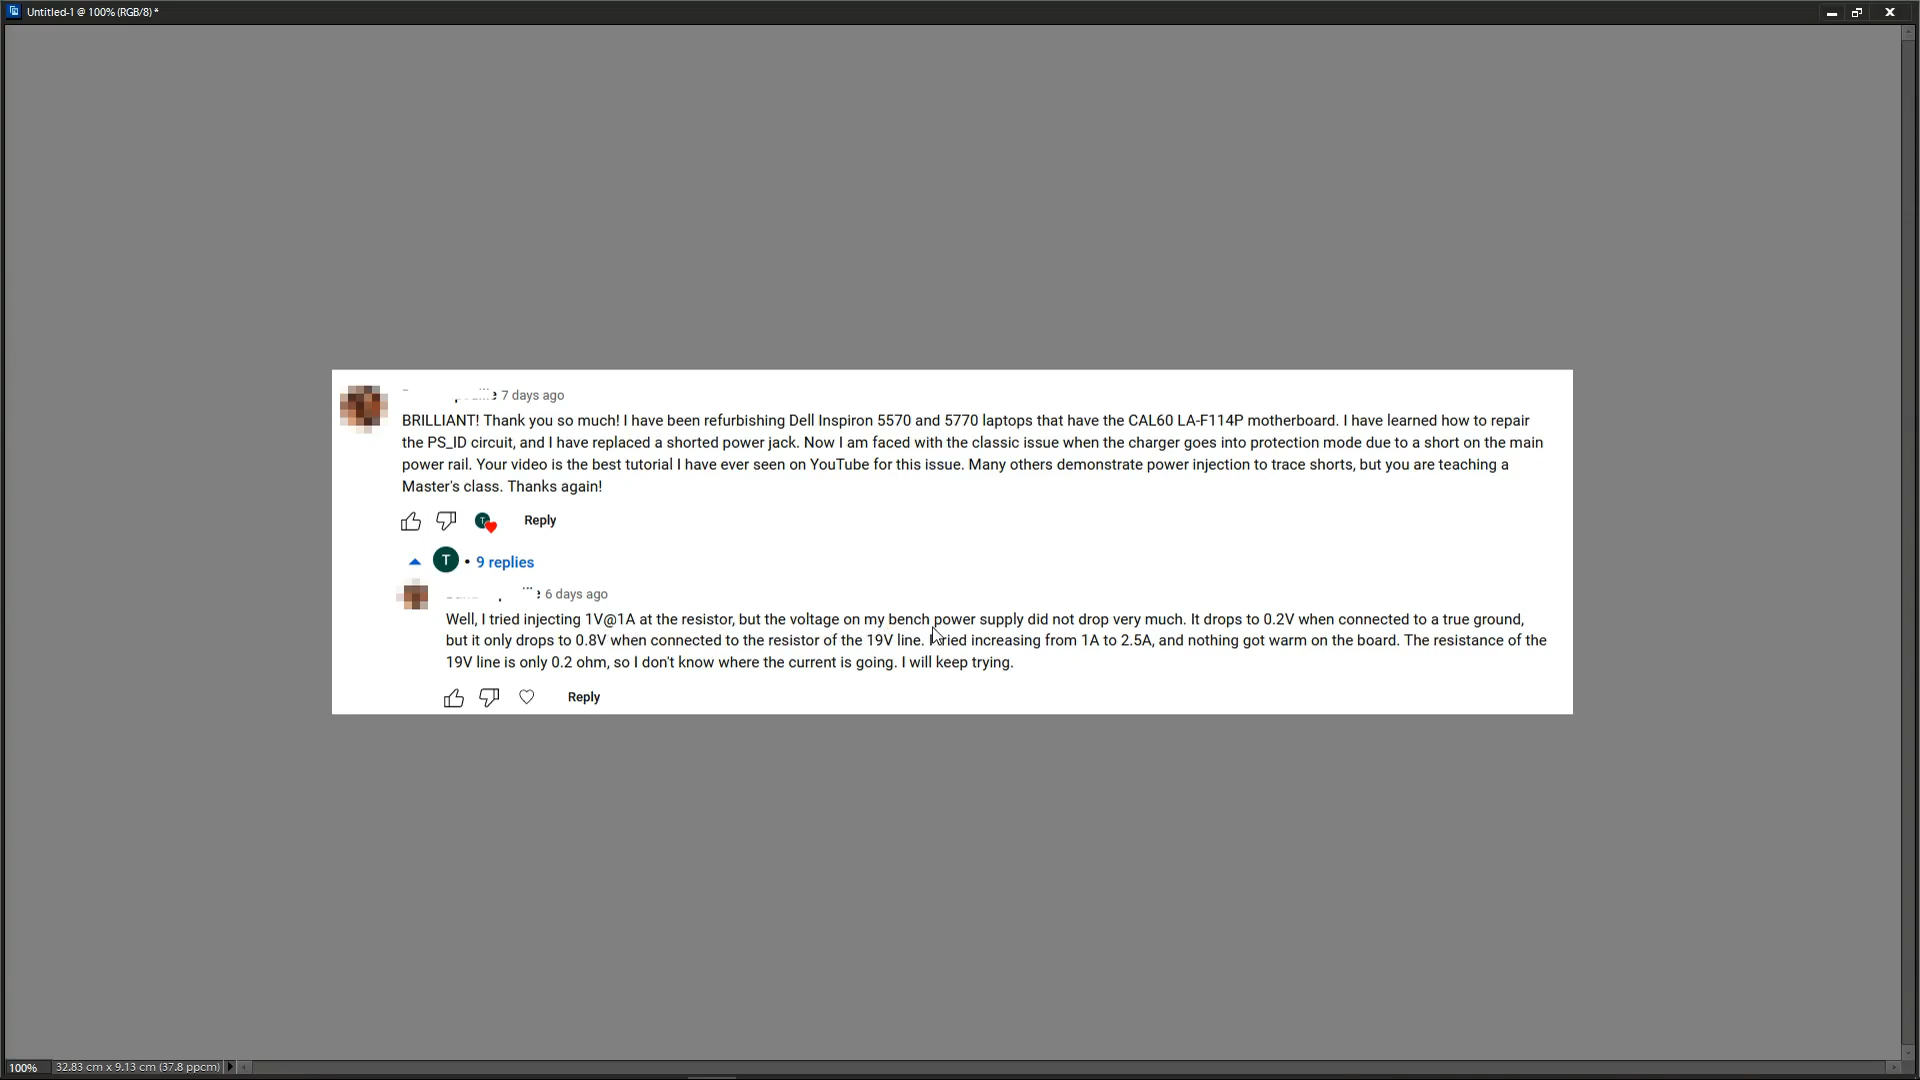 Untitled-1 @ 100% (RGB/8) *
7 days ago
BRILLIANT! Thank you so much! I have been refurbishing Dell Inspiron 5570 and 5770 laptops that have the CAL60 LA-F114P motherboard. I have learned how to repair
the PS_ID circuit, and I have replaced a shorted power jack. Now I am faced with the classic issue when the charger goes into protection mode due to a short on the main
power rail. Your video is the best tutorial I have ever seen on YouTube for this issue. Many others demonstrate power injection to trace shorts, but you are teaching a
Master's class. Thanks again!
T Reply
T • 9 replies
6 days ago
Well, I tried injecting 1V@1A at the resistor, but the voltage on my bench power supply did not drop very much. It drops to 0.2V when connected to a true ground,
but it only drops to 0.8V when connected to the resistor of the 19V line. I tried increasing from 1A to 2.5A, and nothing got warm on the board. The resistance of the
19V line is only 0.2 ohm, so I don't know where the current is going. I will keep trying.
Reply
100% 32.83 cm x 9.13 cm (37.8 ppcm)